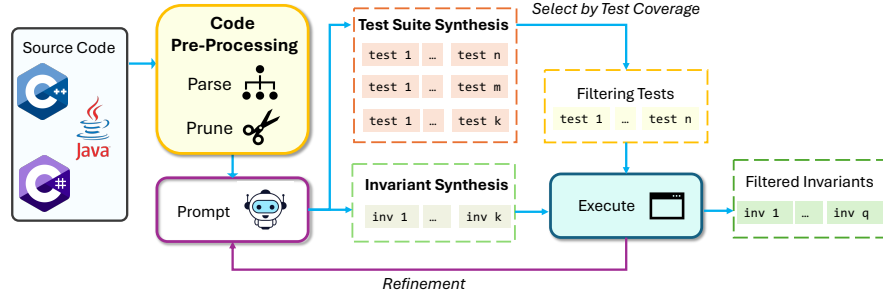 Source Code
C++
Java
C#
Code
Pre-Processing
Parse
Prune
Prompt
Test Suite Synthesis
test 1 … test n
test 1 … test m
test 1 … test k
Select by Test Coverage
Filtering Tests
test 1 … test n
Invariant Synthesis
inv 1 … inv k
Execute
Filtered Invariants
inv 1 … inv q
Refinement